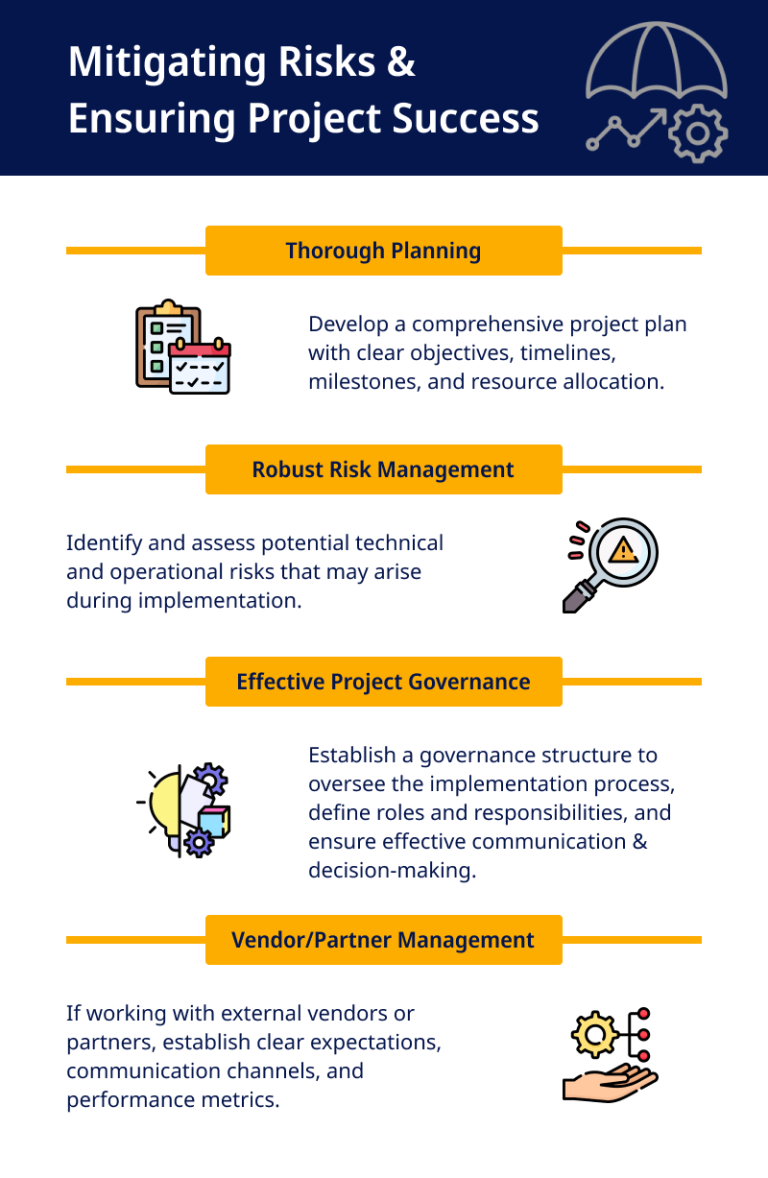 Mitigating Risks &
Ensuring Project Success
Thorough Planning
Develop a comprehensive project plan
with clear objectives, timelines,
milestones, and resource allocation.
Robust Risk Management
Identify and assess potential technical
and operational risks that may arise
during implementation.
Effective Project Governance
Establish a governance structure to
oversee the implementation process,
define roles and responsibilities, and
ensure effective communication &
decision-making.
Vendor/Partner Management
If working with external vendors or
partners, establish clear expectations,
communication channels, and
performance metrics.